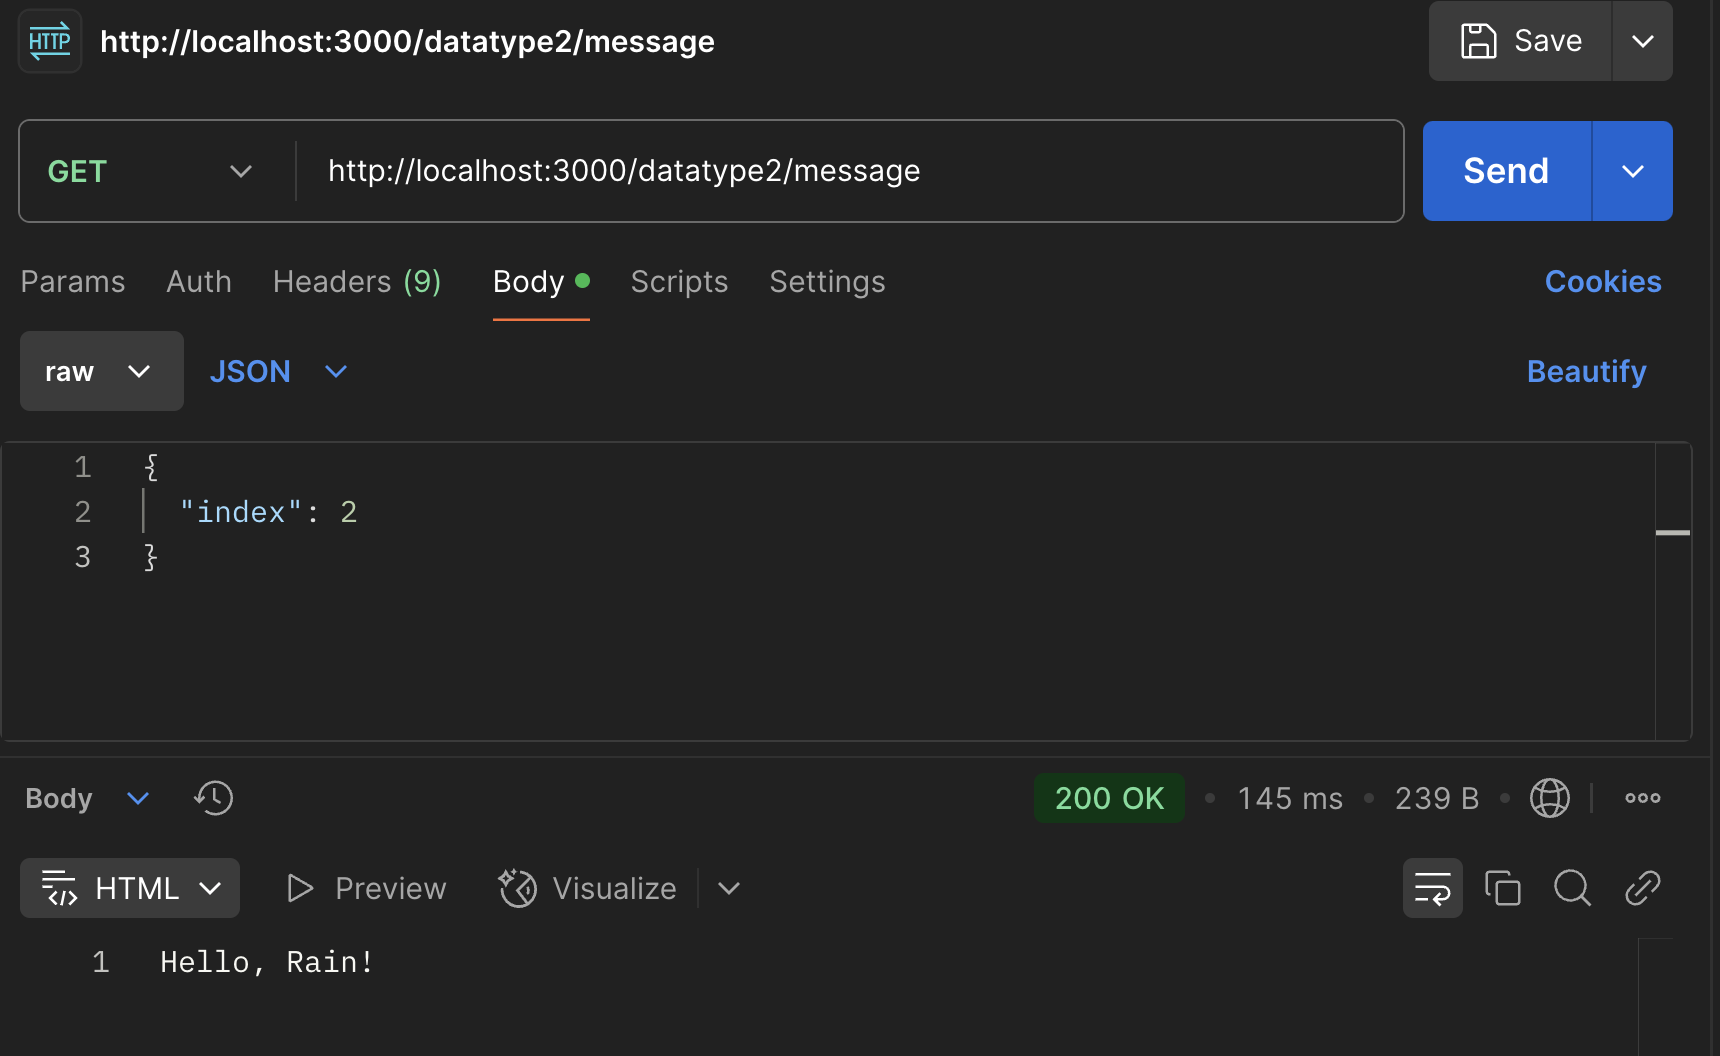 HTTP http://localhost:3000/datatype2/message Save
GET http://localhost:3000/datatype2/message Send
Params Auth Headers (9) Body Scripts Settings Cookies
raw JSON Beautify
1 {
2 "index": 2
3 }
Body 200 OK • 145 ms • 239 B •
HTML Preview Visualize
1 Hello, Rain!